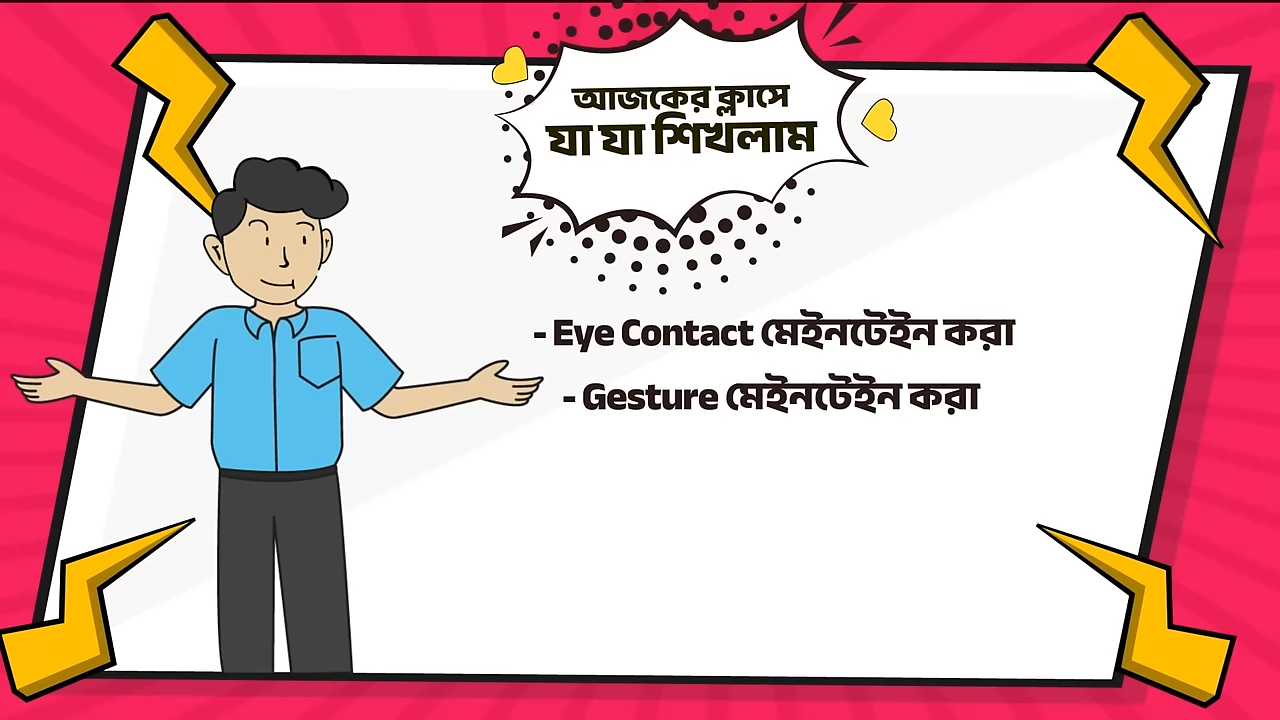 আজকের ক্লাসে
যা যা শিখলাম
- Eye Contact মেইনটেইন করা
- Gesture মেইনটেইন করা